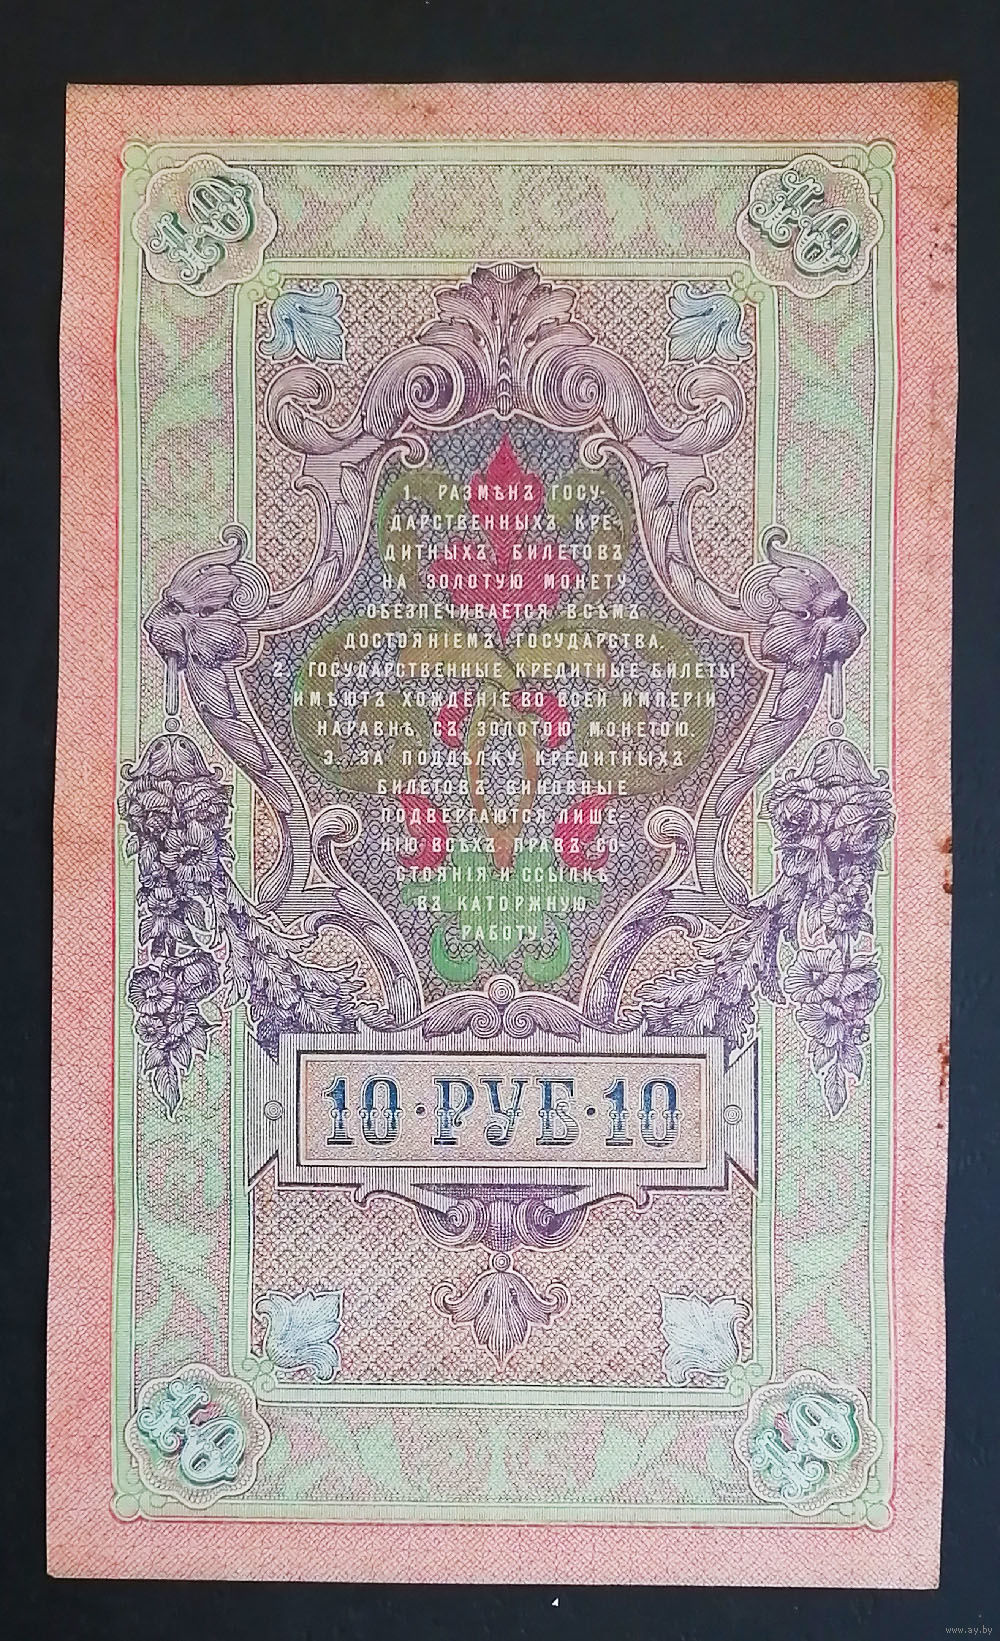 10 10
1. РАЗМѢНЪ ГОСУ-
ДАРСТВЕННЫХЪ КРЕ-
ДИТНЫХЪ БИЛЕТОВЪ
НА ЗОЛОТУЮ МОНЕТУ
ОБЕЗПЕЧИВАЕТСЯ ВСѢМЪ
ДОСТОЯНІЕМЪ ГОСУДАРСТВА.
2. ГОСУДАРСТВЕННЫЕ КРЕДИТНЫЕ БИЛЕТЫ
ИМѢЮТЪ ХОЖДЕНІЕ ВО ВСЕЙ ИМПЕРІИ
НАРАВНѢ СЪ ЗОЛОТОЮ МОНЕТОЮ.
3. ЗА ПОДДѢЛКУ КРЕДИТНЫХЪ
БИЛЕТОВЪ ВИНОВНЫЕ
ПОДВЕРГАЮТСЯ ЛИШЕ-
НІЮ ВСѢХЪ ПРАВЪ СО
СТОЯНІЯ И ССЫЛКѢ
ВЪ КАТОРЖНУЮ
РАБОТУ.
10 · РУБ · 10
10 10
www.ay.by